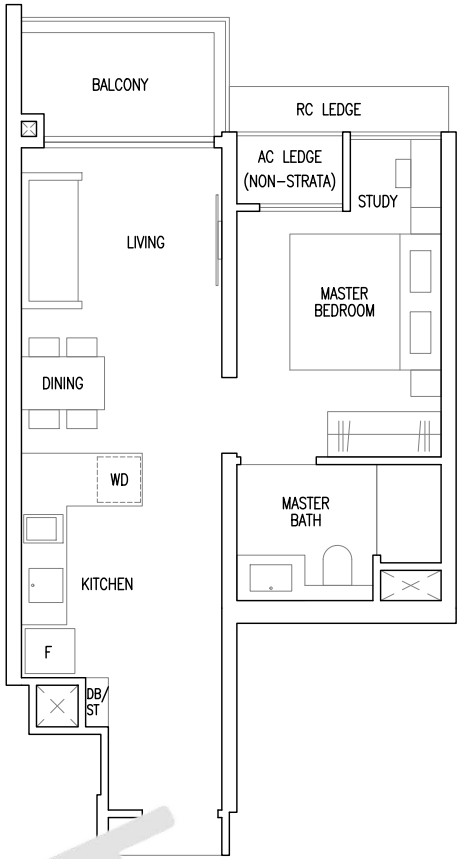 BALCONY
RC LEDGE
AC LEDGE
(NON-STRATA)
STUDY
LIVING
MASTER
BEDROOM
DINING
WD
MASTER
BATH
KITCHEN
F
DB/
ST